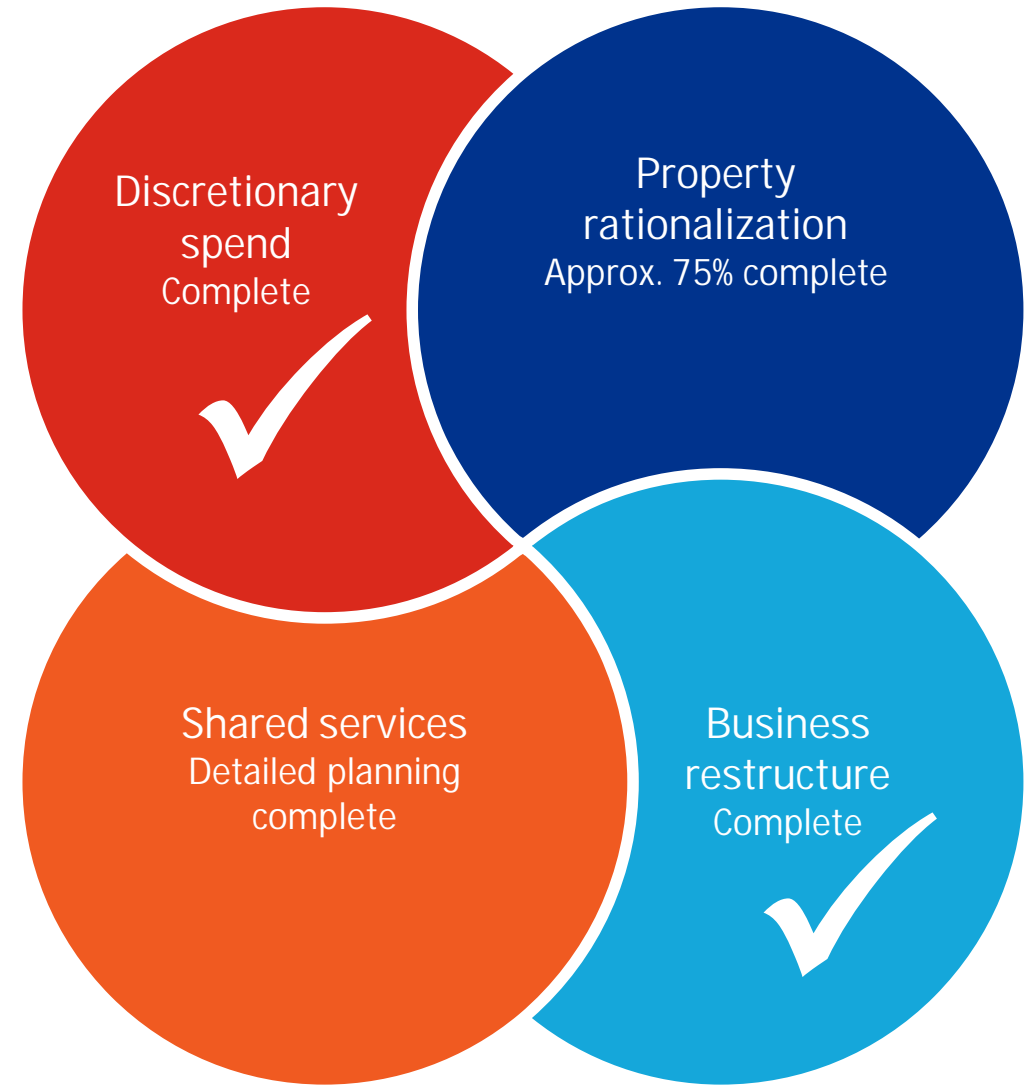 Discretionary
spend
Complete
Property
rationalization
Approx. 75% complete
Shared services
Detailed planning
complete
Business
restructure
Complete